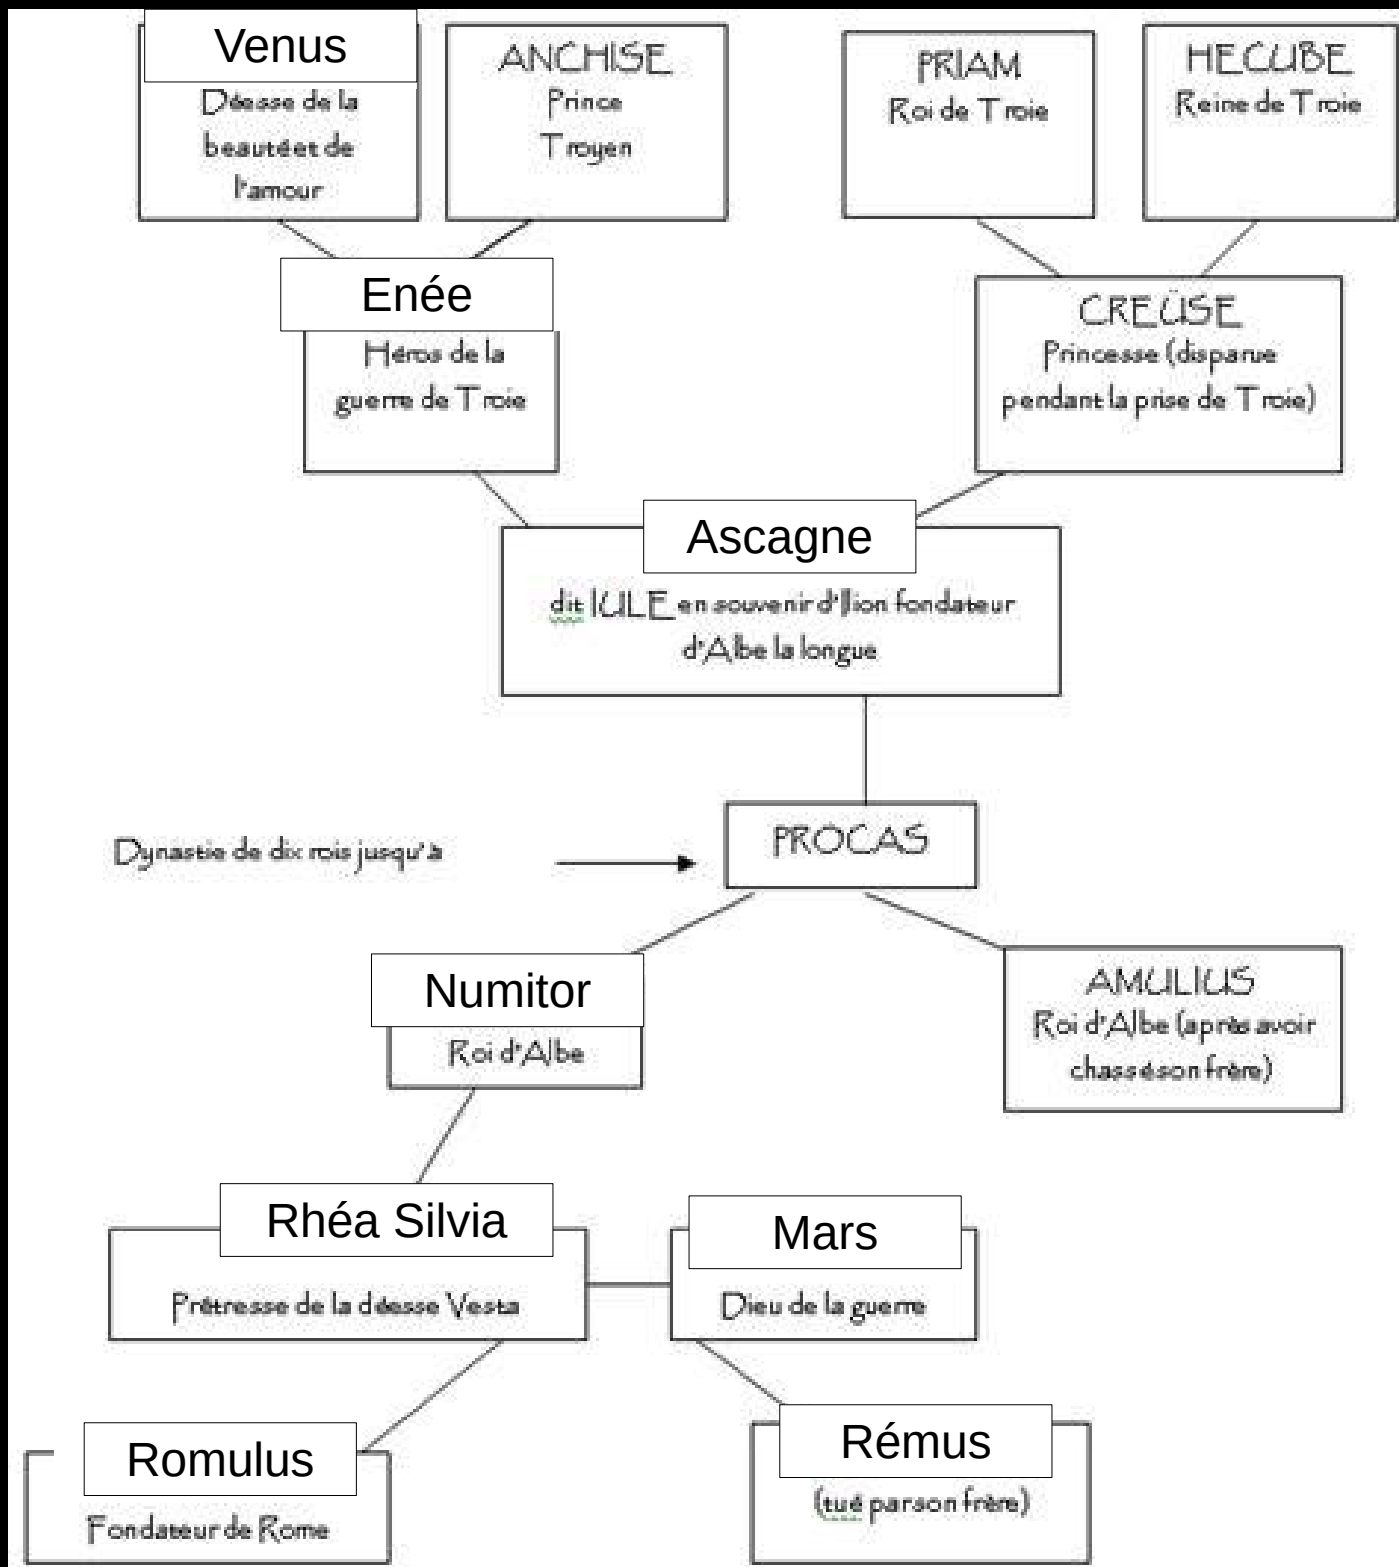 Venus
Déesse de la
beautéet de
l'amour
ANCHISE
Prince
Troyen
PRIAM
Roi de Troie
HECUBE
Reine de Troie
Enée
Héros de la
guerre de Troie
CREÜSE
Princesse (disparue
pendant la prise de Troie)
Ascagne
dit IULE en souvenir d'Ilion fondateur
d'Albe la longue
Dynastie de dix rois jusqu'à
PROCAS
Numitor
Roi d'Albe
AMULIUS
Roi d'Albe (après avoir
chasséson frère)
Rhéa Silvia
Prêtresse de la déesse Vesta
Mars
Dieu de la guerre
Romulus
Fondateur de Rome
Rémus
(tué par son frère)